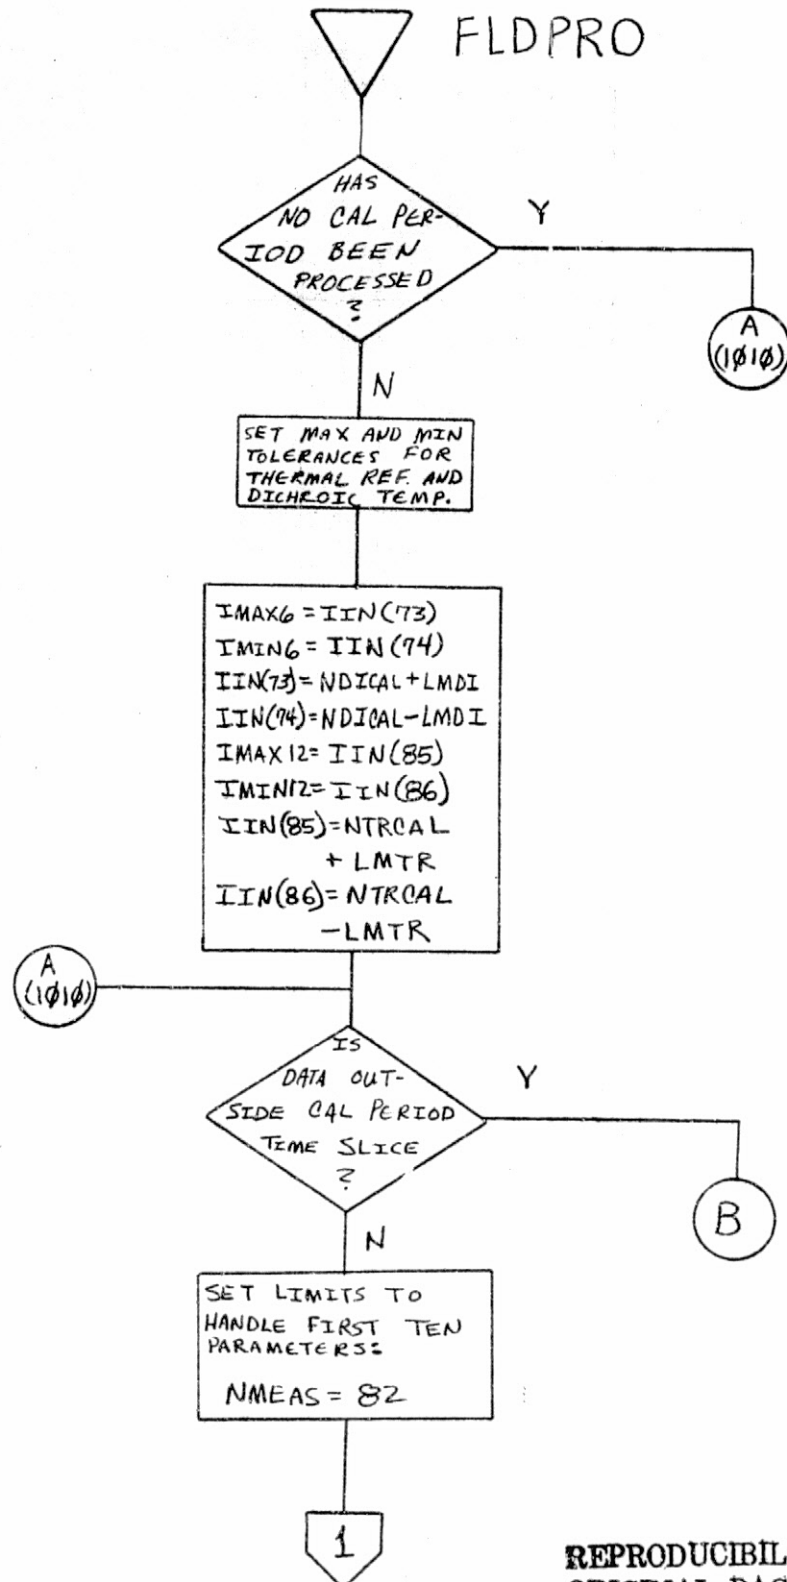 FLDPRO
HAS
NO CAL PER-
IOD BEEN
PROCESSED
?
Y
A
(1Ø1Ø)
N
SET MAX AND MIN
TOLERANCES FOR
THERMAL REF. AND
DICHROIC TEMP.
IMAX6 = IIN(73)
IMIN6 = IIN(74)
IIN(73)= NDICAL+LMDI
IIN(74)=NDICAL-LMDI
IMAX12= IIN(85)
IMIN12= IIN(86)
IIN(85)=NTRCAL
+ LMTR
IIN(86)= NTRCAL
-LMTR
A
(1Ø1Ø)
IS
DATA OUT-
SIDE CAL PERIOD
TIME SLICE
?
Y
B
N
SET LIMITS TO
HANDLE FIRST TEN
PARAMETERS:
NMEAS = 82
1
REPRODUCIBIL